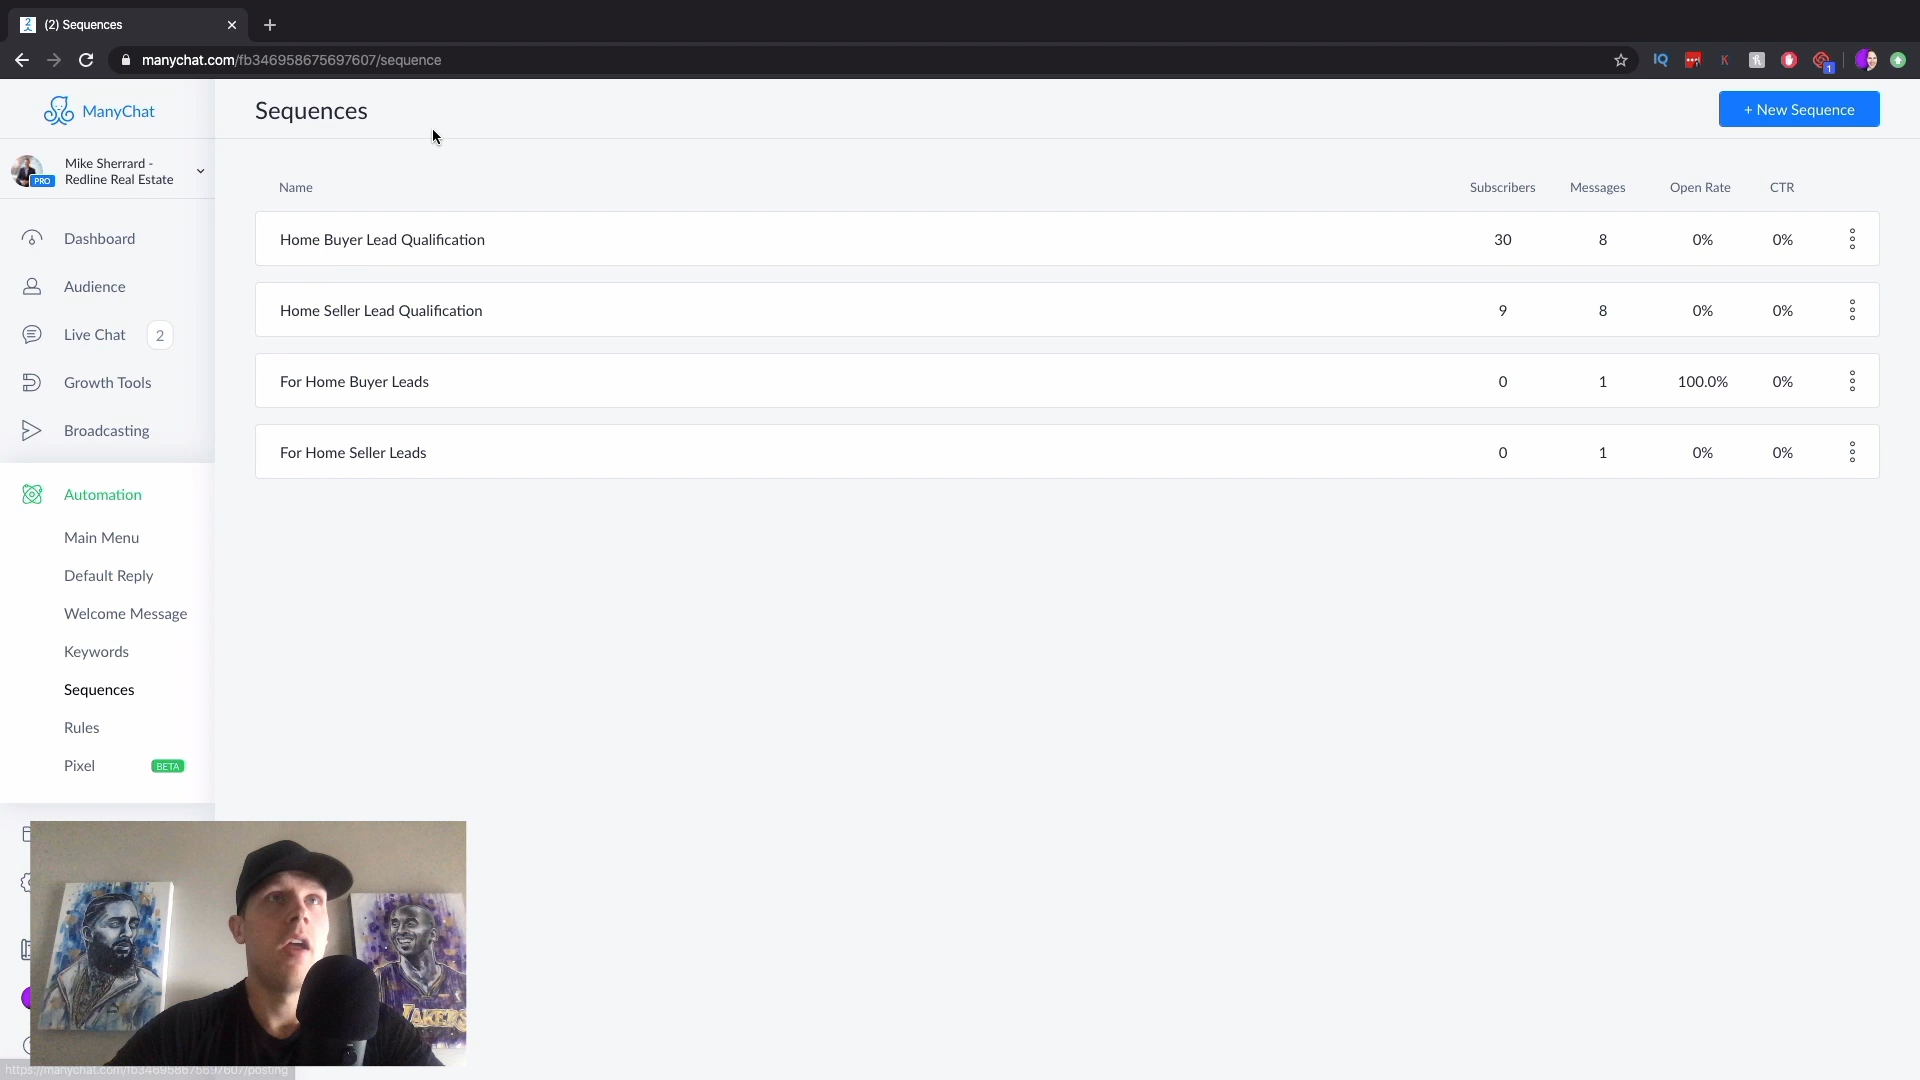 (2) Sequences
manychat.com/fb346958675697607/sequence
IQ
K
1
ManyChat
Sequences
+ New Sequence
Mike Sherrard -
Redline Real Estate
PRO
Name
Subscribers
Messages
Open Rate
CTR
Dashboard
Home Buyer Lead Qualification
30
8
0%
0%
Audience
Live Chat
2
Home Seller Lead Qualification
9
8
0%
0%
Growth Tools
For Home Buyer Leads
0
1
100.0%
0%
Broadcasting
For Home Seller Leads
0
1
0%
0%
Automation
Main Menu
Default Reply
Welcome Message
Keywords
Sequences
Rules
Pixel
BETA
LAKERS
https://manychat.com/fb346958675697607/posting